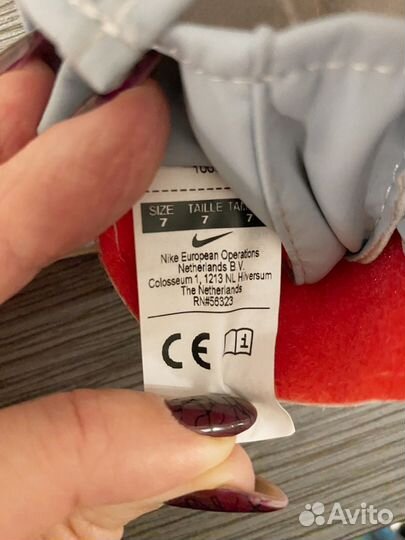 SIZE TAILLE
7 7 7
Nike European Operations
Netherlands B.V.
Colosseum 1, 1213 NL Hilversum
The Netherlands
RN#56323
CE
Avito